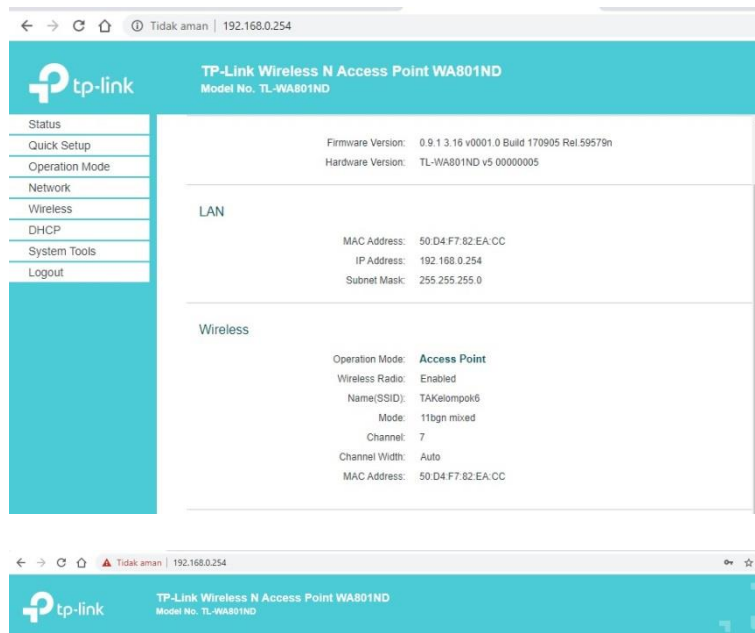 Tidak aman | 192.168.0.254
tp-link
TP-Link Wireless N Access Point WA801ND
Model No. TL-WA801ND
Status
Quick Setup
Operation Mode
Network
Wireless
DHCP
System Tools
Logout
Firmware Version: 0.9.1 3.16 v0001.0 Build 170905 Rel.59579n
Hardware Version: TL-WA801ND v5 00000005
LAN
MAC Address: 50:D4:F7:82:EA:CC
IP Address: 192.168.0.254
Subnet Mask: 255.255.255.0
Wireless
Operation Mode: Access Point
Wireless Radio: Enabled
Name(SSID): TAKelompok6
Mode: 11bgn mixed
Channel: 7
Channel Width: Auto
MAC Address: 50:D4:F7:82:EA:CC
Tidak aman | 192.168.0.254
tp-link
TP-Link Wireless N Access Point WA801ND
Model No. TL-WA801ND